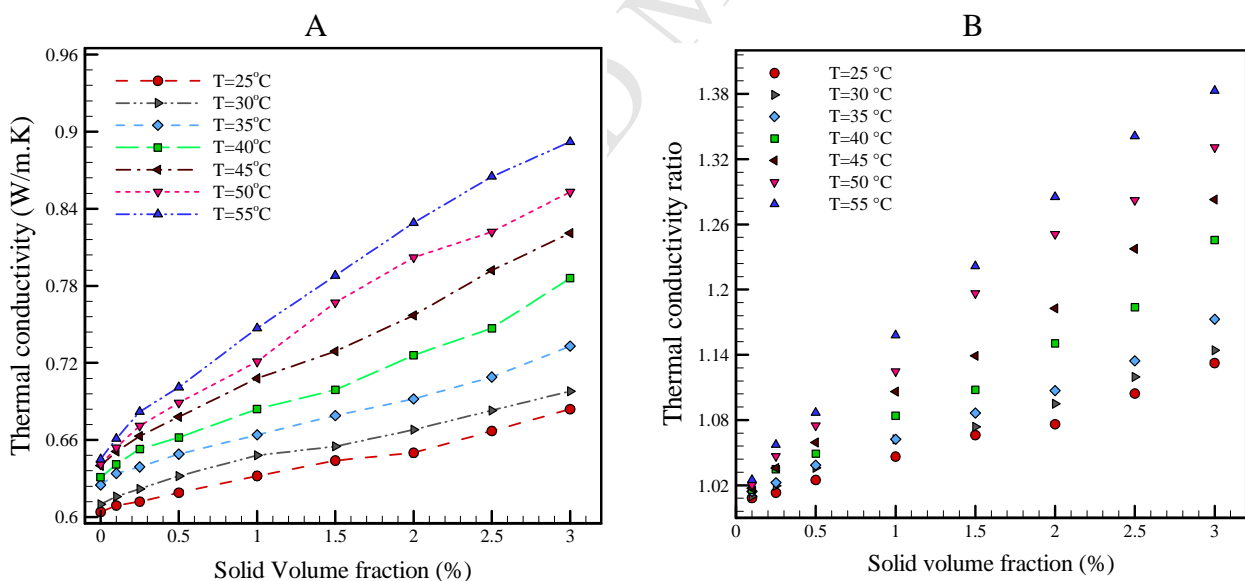 A
Thermal conductivity (W/m.K)
0.96
0.9
0.84
0.78
0.72
0.66
0.6
T=25°C
T=30°C
T=35°C
T=40°C
T=45°C
T=50°C
T=55°C
0
0.5
1
1.5
2
2.5
3
Solid Volume fraction (%)
B
Thermal conductivity ratio
1.38
1.32
1.26
1.2
1.14
1.08
1.02
T=25 °C
T=30 °C
T=35 °C
T=40 °C
T=45 °C
T=50 °C
T=55 °C
0
0.5
1
1.5
2
2.5
3
Solid volume fraction (%)
D M